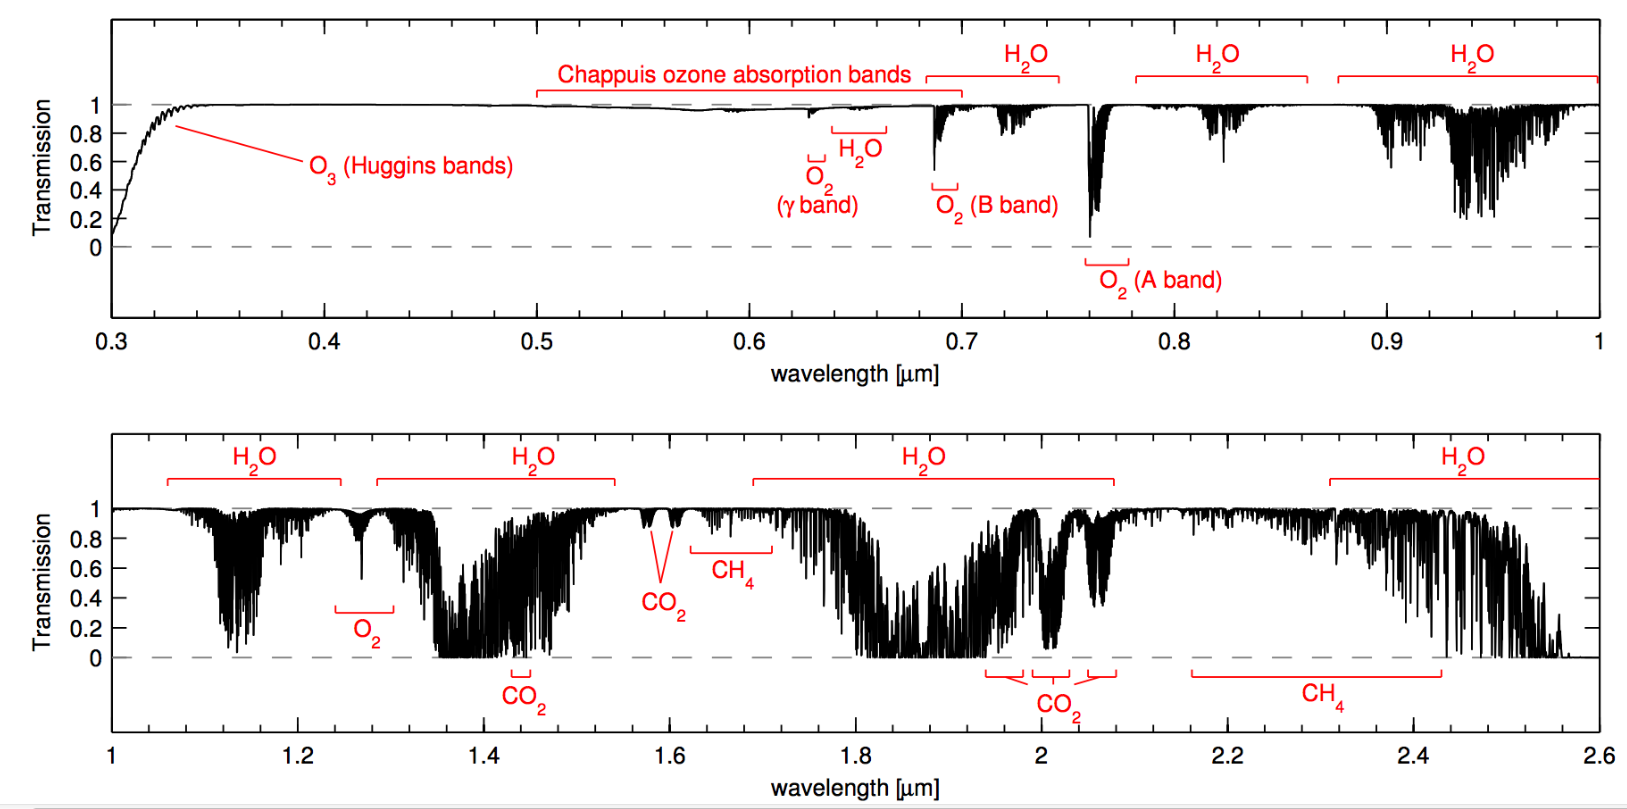 H₂O H₂O H₂O
Chappuis ozone absorption bands
Transmission
1
0.8
0.6
0.4
0.2
0
O₃ (Huggins bands)
H₂O
O₂
(γ band)
O₂ (B band)
O₂ (A band)
0.3 0.4 0.5 0.6 0.7 0.8 0.9 1
wavelength [μm]
H₂O H₂O H₂O H₂O
Transmission
1
0.8
0.6
0.4
0.2
0
O₂
CO₂
CH₄
CO₂
CO₂
CH₄
1 1.2 1.4 1.6 1.8 2 2.2 2.4 2.6
wavelength [μm]